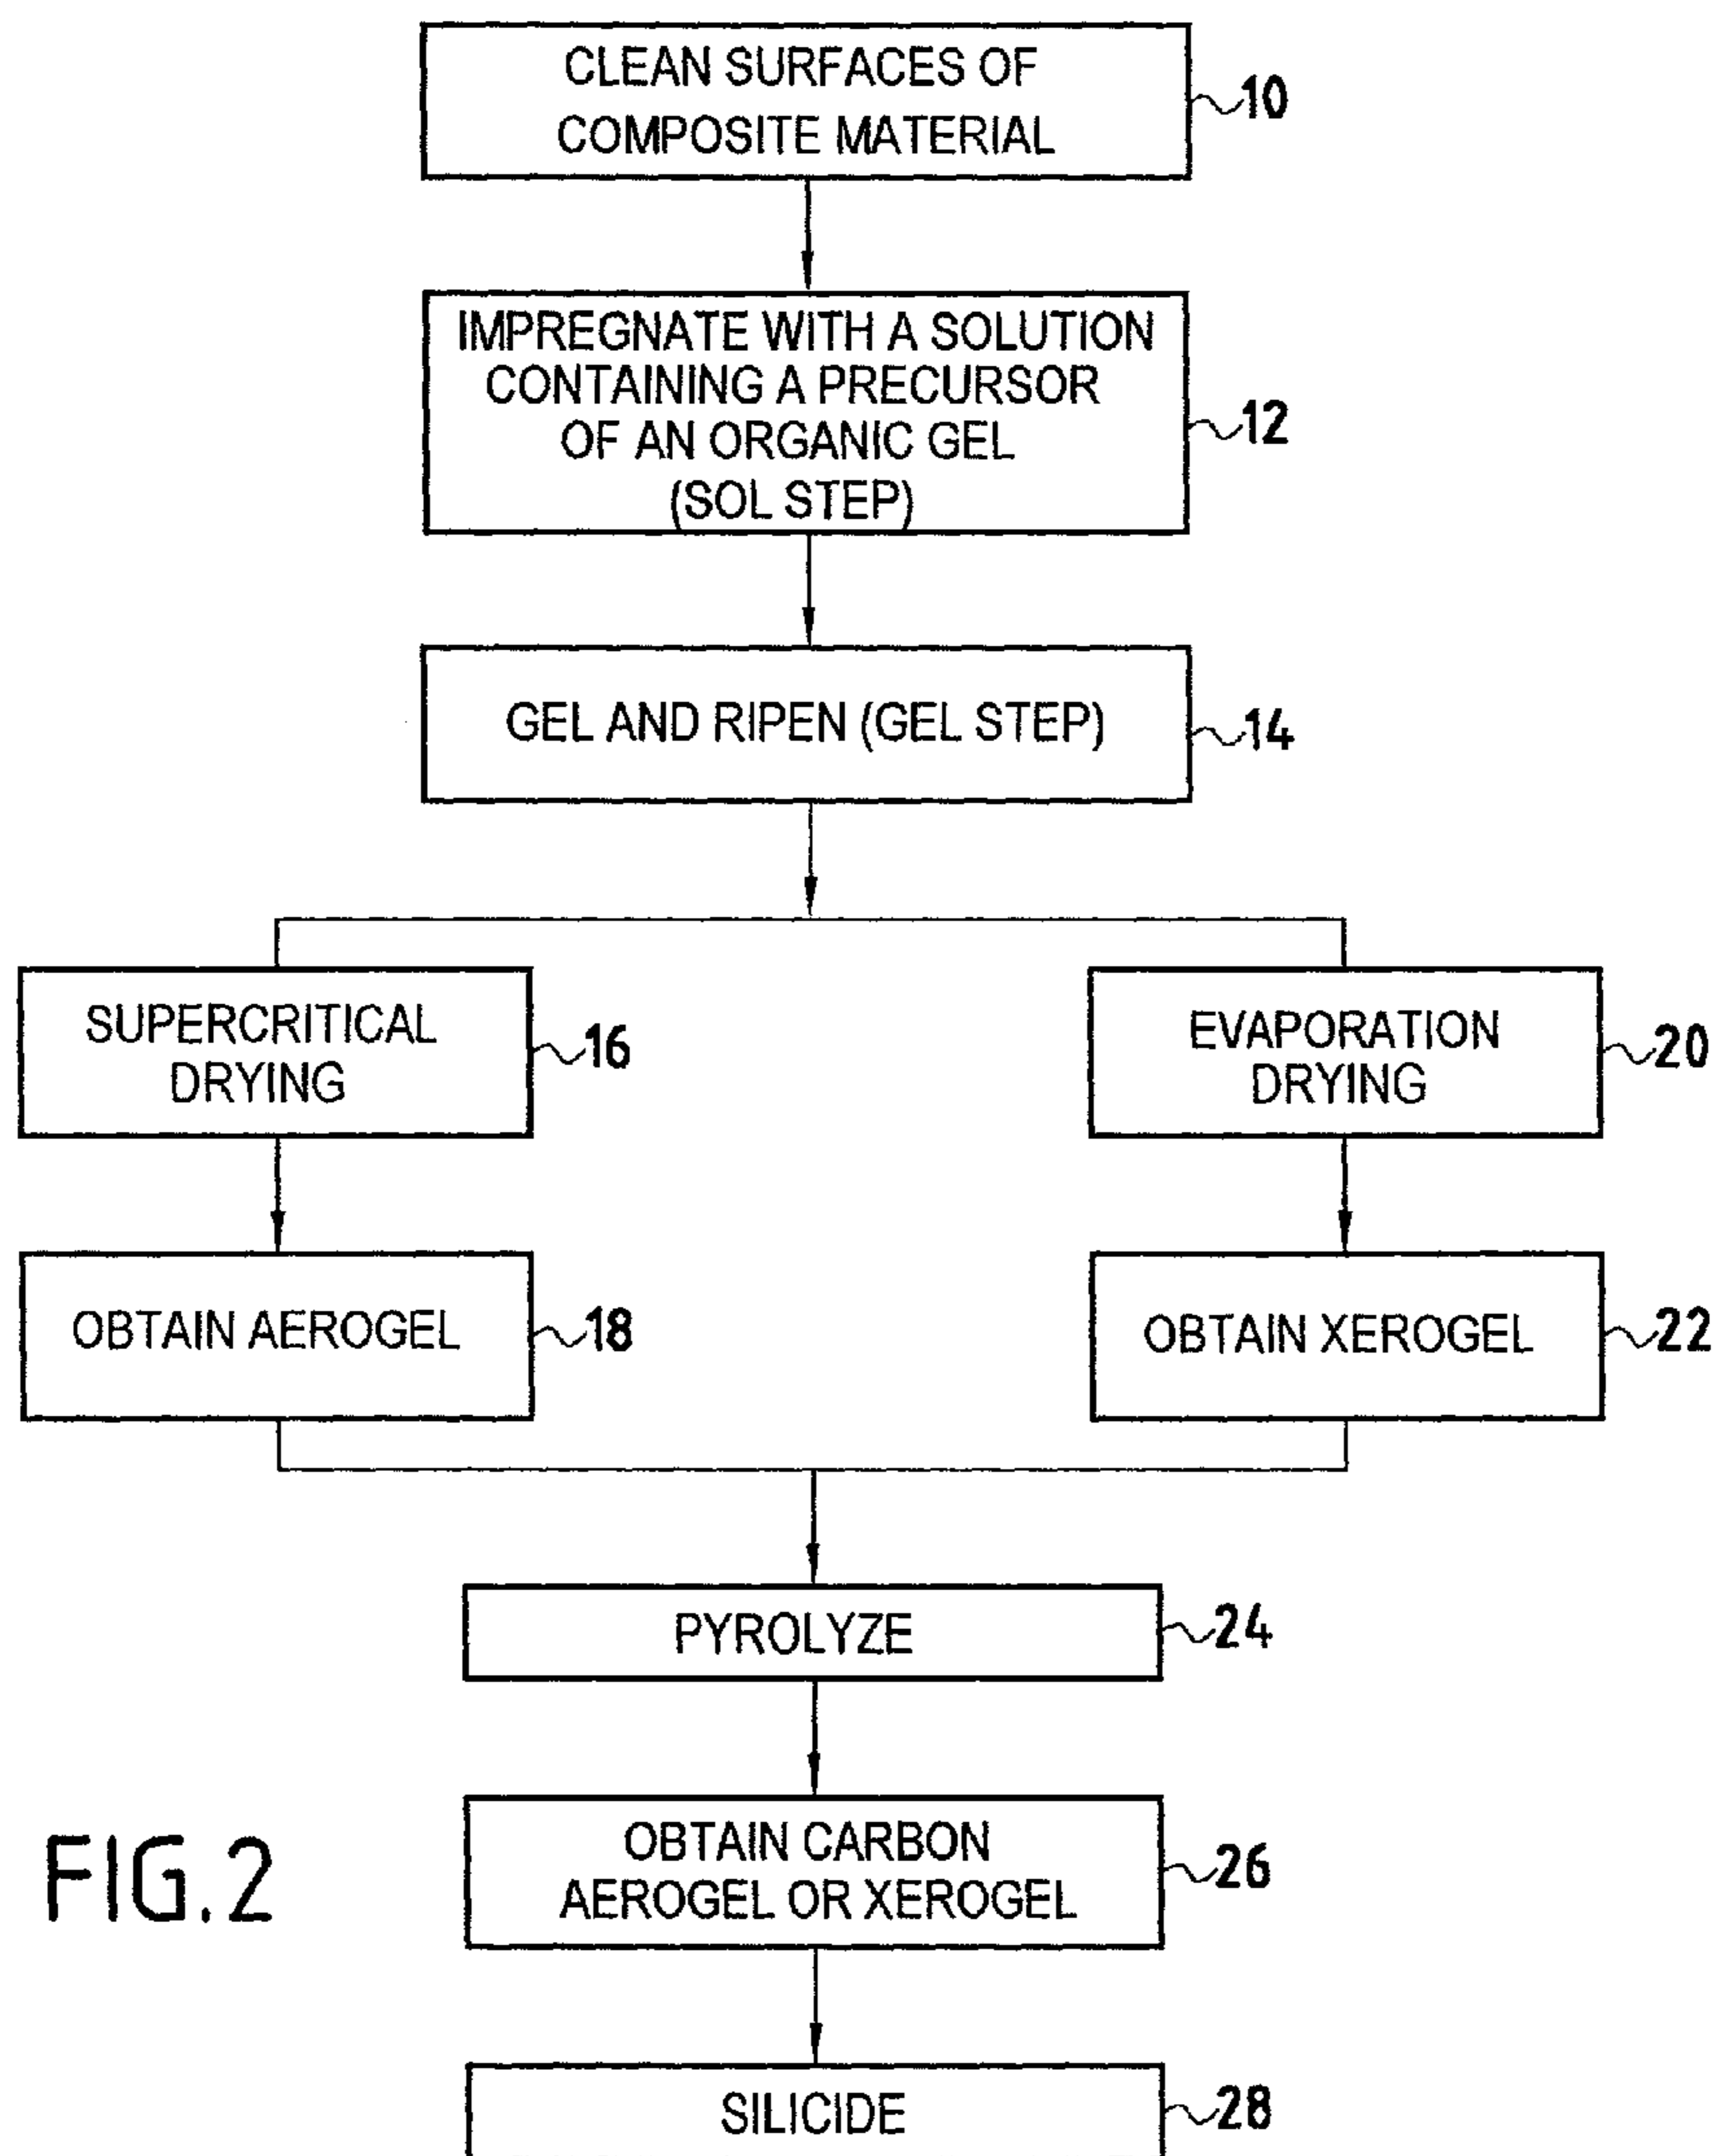 CLEAN SURFACES OF
COMPOSITE MATERIAL
10
IMPREGNATE WITH A SOLUTION
CONTAINING A PRECURSOR
OF AN ORGANIC GEL
(SOL STEP)
12
GEL AND RIPEN (GEL STEP)
14
SUPERCRITICAL
DRYING
16
EVAPORATION
DRYING
20
OBTAIN AEROGEL
18
OBTAIN XEROGEL
22
PYROLYZE
24
OBTAIN CARBON
AEROGEL OR XEROGEL
26
FIG.2
SILICIDE
28